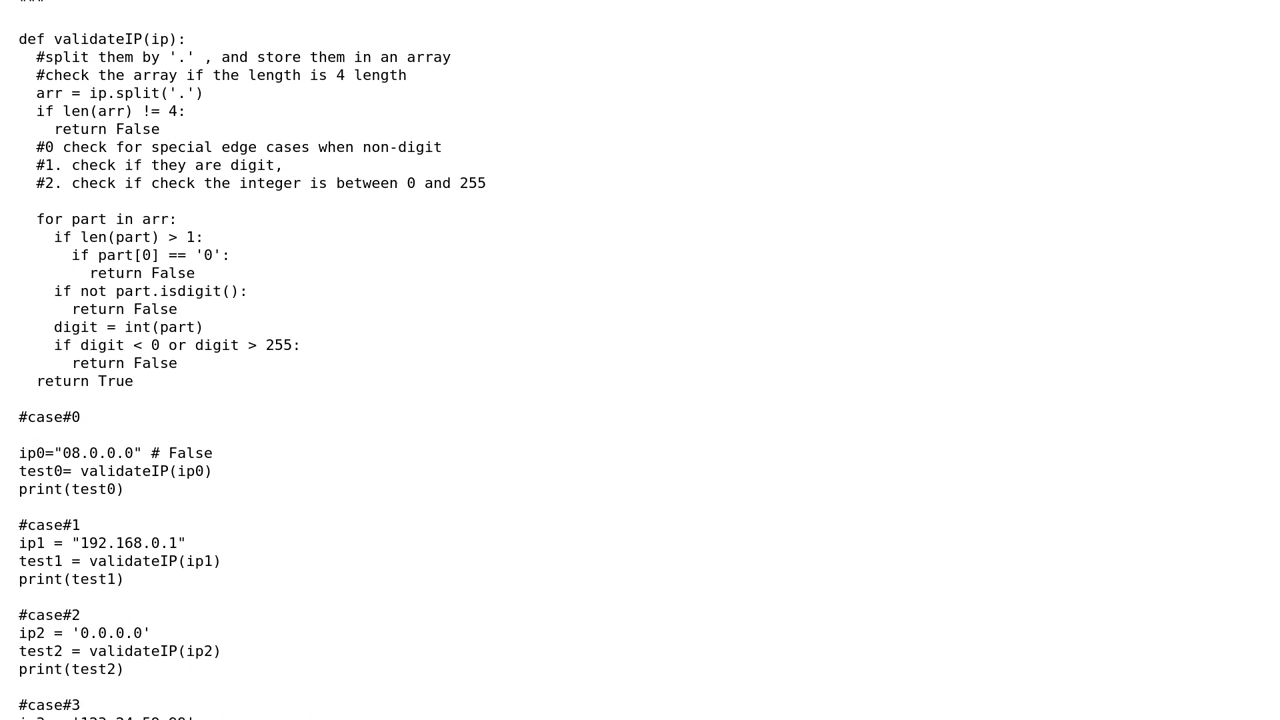 """
def validateIP(ip):
  #split them by '.' , and store them in an array
  #check the array if the length is 4 length
  arr = ip.split('.')
  if len(arr) != 4:
    return False
  #0 check for special edge cases when non-digit
  #1. check if they are digit,
  #2. check if check the integer is between 0 and 255
  for part in arr:
    if len(part) > 1:
      if part[0] == '0':
        return False
    if not part.isdigit():
      return False
    digit = int(part)
    if digit < 0 or digit > 255:
      return False
  return True
#case#0
ip0="08.0.0.0" # False
test0= validateIP(ip0)
print(test0)
#case#1
ip1 = "192.168.0.1"
test1 = validateIP(ip1)
print(test1)
#case#2
ip2 = '0.0.0.0'
test2 = validateIP(ip2)
print(test2)
#case#3